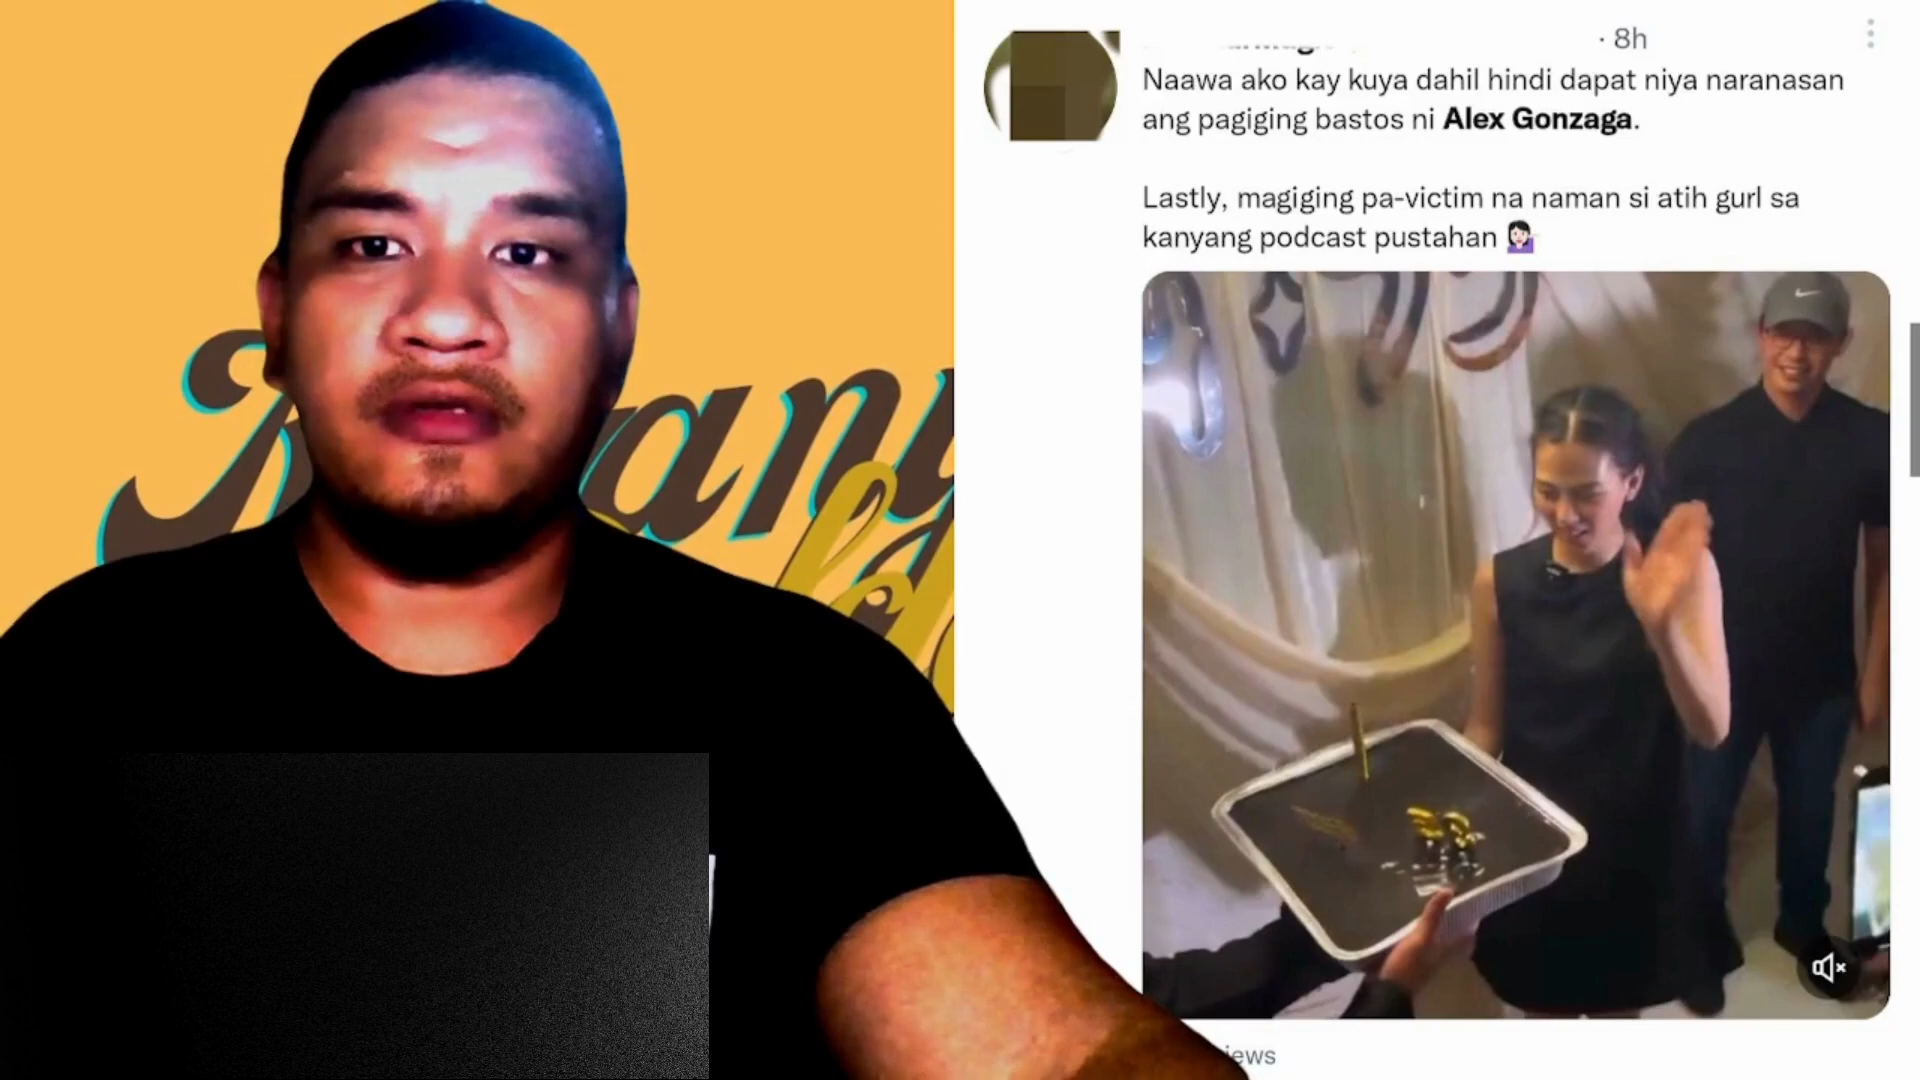 · 8h
Naawa ako kay kuya dahil hindi dapat niya naranasan
ang pagiging bastos ni Alex Gonzaga.
Lastly, magiging pa-victim na naman si atih gurl sa
kanyang podcast pustahan 💁🏻‍♀️